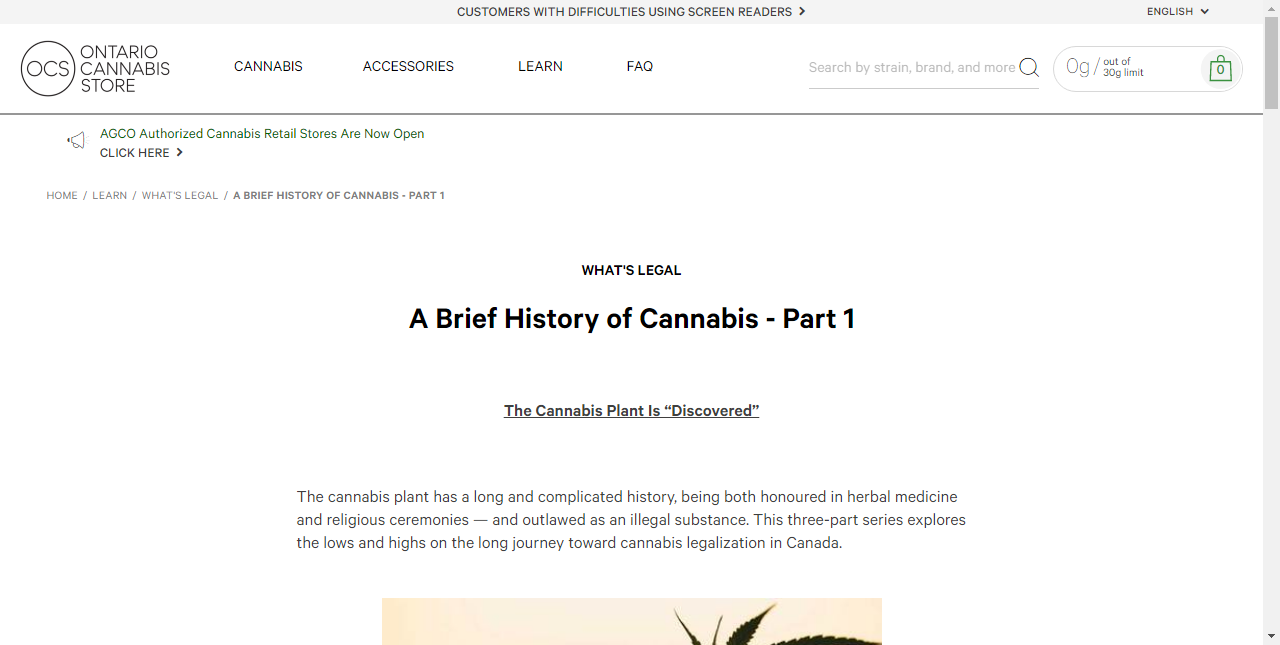 CUSTOMERS WITH DIFFICULTIES USING SCREEN READERS
ENGLISH
OCS ONTARIO CANNABIS STORE
CANNABIS
ACCESSORIES
LEARN
FAQ
Search by strain, brand, and more
0g / out of 30g limit
0
AGCO Authorized Cannabis Retail Stores Are Now Open
CLICK HERE
HOME / LEARN / WHAT'S LEGAL / A BRIEF HISTORY OF CANNABIS - PART 1
WHAT'S LEGAL
A Brief History of Cannabis - Part 1
The Cannabis Plant Is “Discovered”
The cannabis plant has a long and complicated history, being both honoured in herbal medicine
and religious ceremonies — and outlawed as an illegal substance. This three-part series explores
the lows and highs on the long journey toward cannabis legalization in Canada.